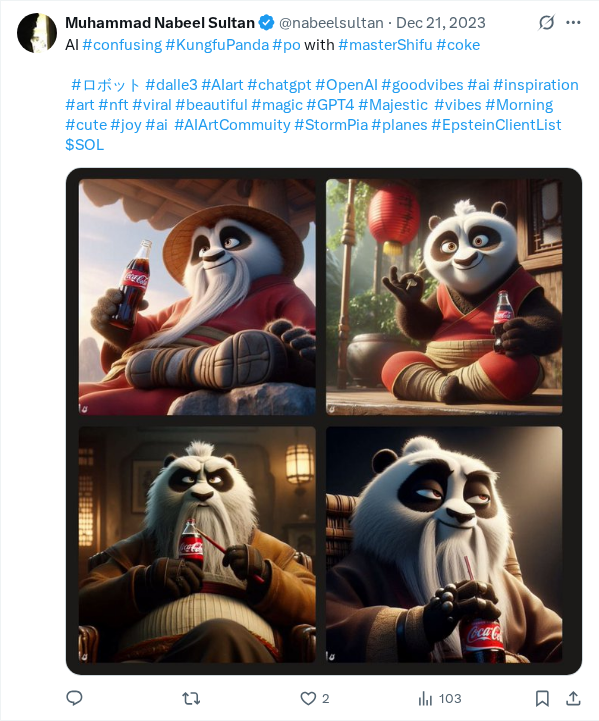 Muhammad Nabeel Sultan @nabeelsultan · Dec 21, 2023
AI #confusing #KungfuPanda #po with #masterShifu #coke
#ロボット #dalle3 #AIart #chatgpt #OpenAI #goodvibes #ai #inspiration
#art #nft #viral #beautiful #magic #GPT4 #Majestic #vibes #Morning
#cute #joy #ai #AIArtCommuity #StormPia #planes #EpsteinClientList
$SOL
Coca-Cola
Coca-Cola
Coca-Cola
Coca-Cola
2
103